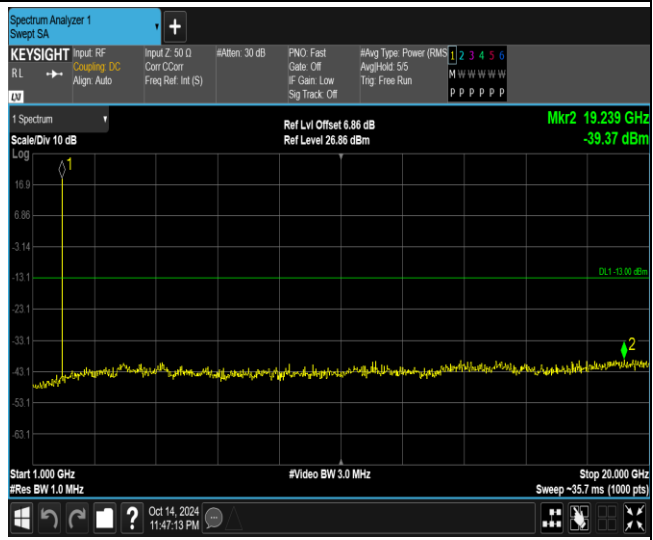 Spectrum Analyzer 1
Swept SA
+
KEYSIGHT Input: RF Input Z: 50 Ω #Atten: 30 dB PNO: Fast #Avg Type: Power (RMS 1 2 3 4 5 6
RL Coupling: DC Corr CCorr Gate: Off Avg|Hold: 5/5 M W W W W W
Align: Auto Freq Ref: Int (S) IF Gain: Low Trig: Free Run
Sig Track: Off P P P P P P
LXI
1 Spectrum Ref Lvl Offset 6.86 dB Mkr2 19.239 GHz
Scale/Div 10 dB Ref Level 26.86 dBm -39.37 dBm
Log
1
16.9
6.86
-3.14
DL1 -13.00 dBm
-13.1
-23.1
-33.1
2
-43.1
-53.1
-63.1
Start 1.000 GHz #Video BW 3.0 MHz Stop 20.000 GHz
#Res BW 1.0 MHz Sweep ~35.7 ms (1000 pts)
? Oct 14, 2024
11:47:13 PM